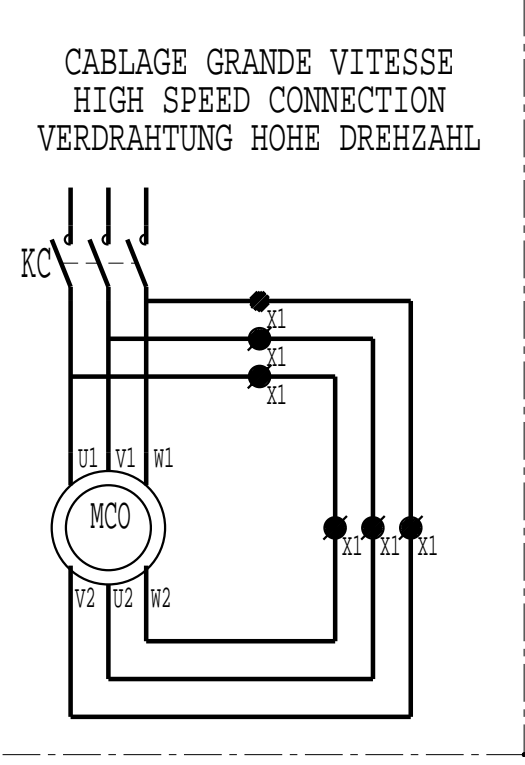 CABLAGE GRANDE VITESSE
HIGH SPEED CONNECTION
VERDRAHTUNG HOHE DREHZAHL
KC
X1
X1
X1
U1 V1 W1
MCO
X1 X1 X1
V2 U2 W2